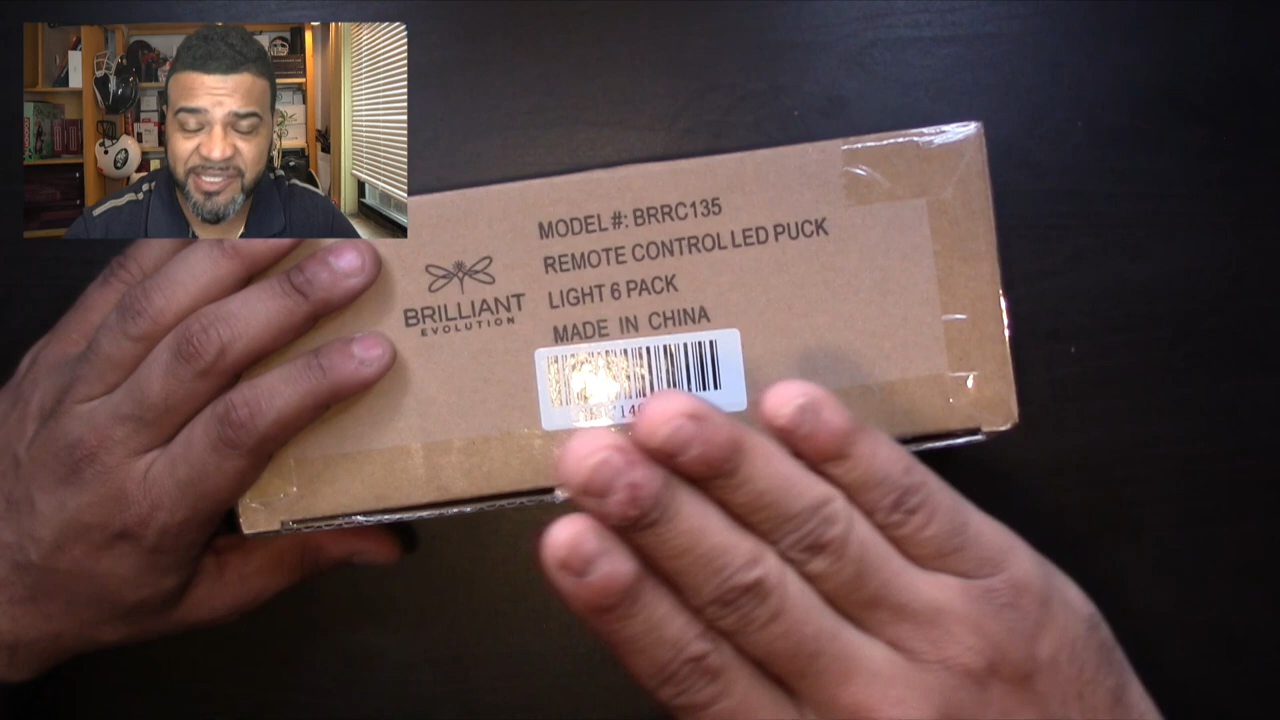 MODEL #: BRRC135
REMOTE CONTROL LED PUCK
LIGHT 6 PACK
MADE IN CHINA
BRILLIANT
EVOLUTION